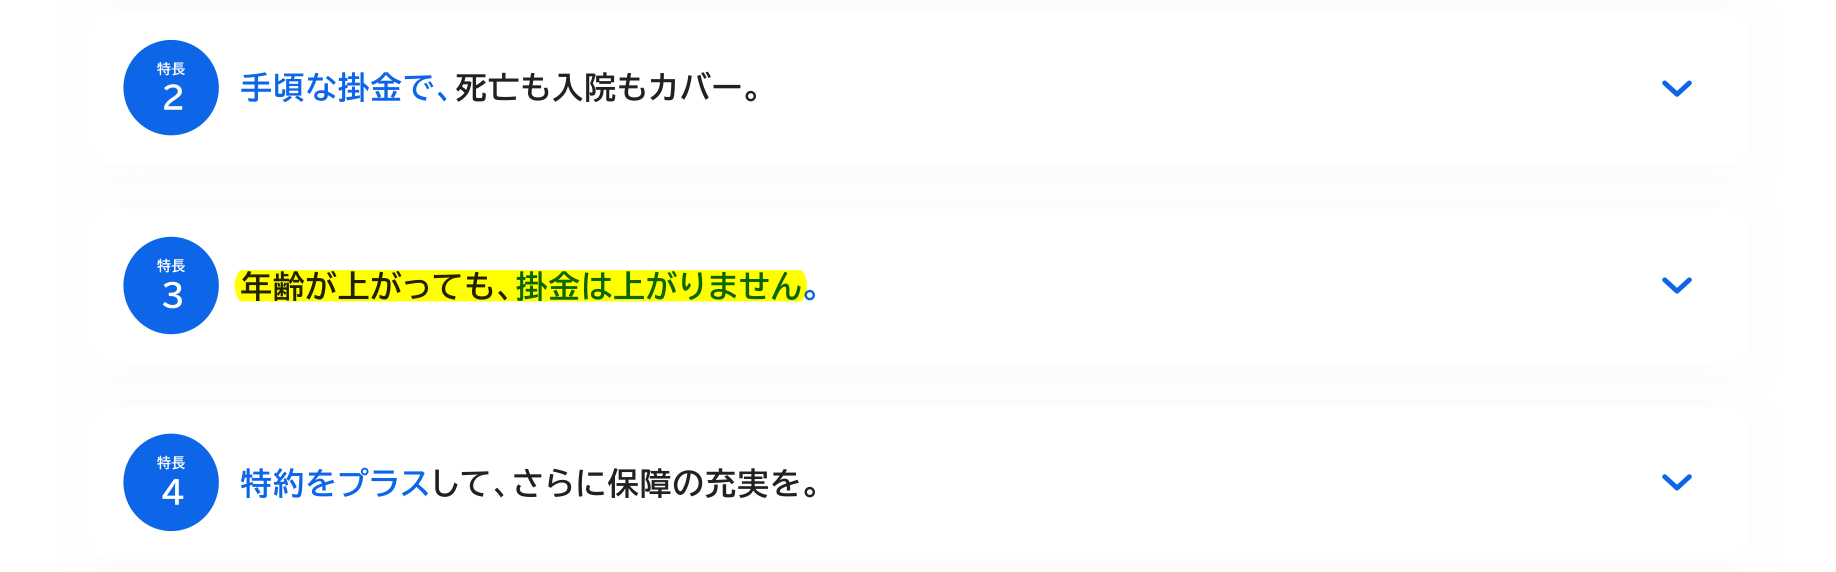 特長
2
手頃な掛金で、死亡も入院もカバー。
特長
3
年齢が上がっても、掛金は上がりません。
特長
4
特約をプラスして、さらに保障の充実を。